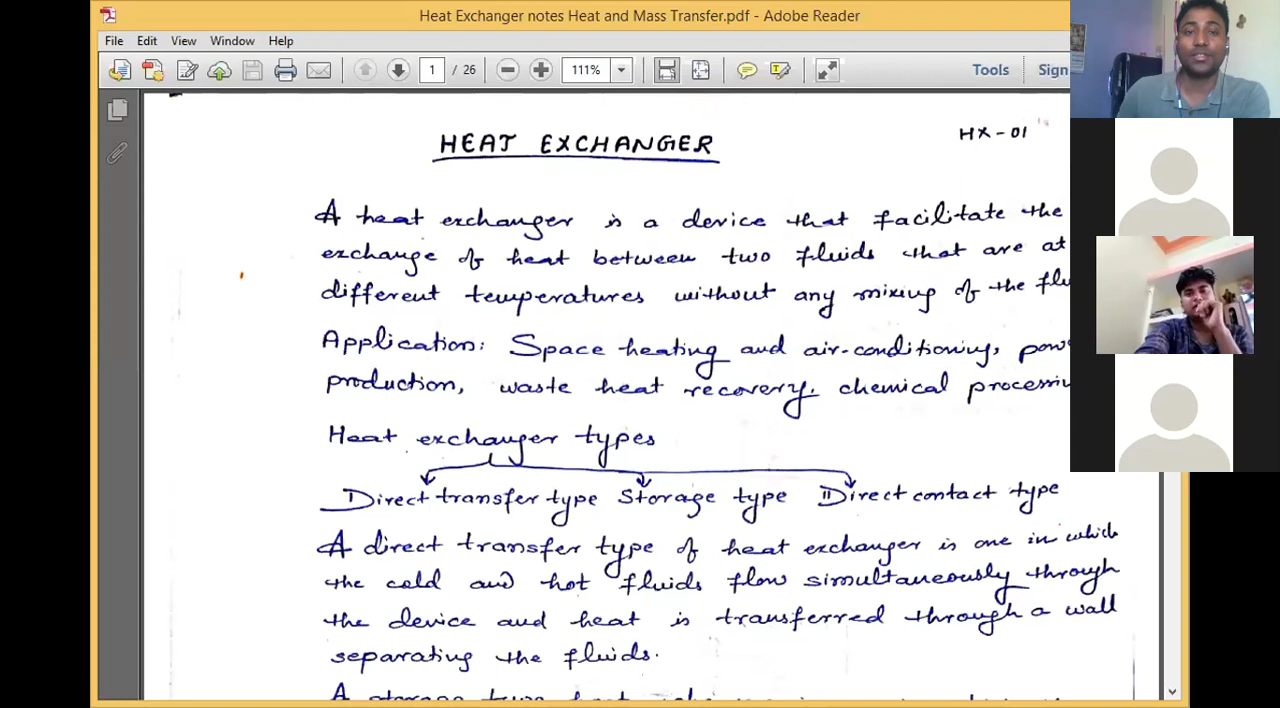 Heat Exchanger notes Heat and Mass Transfer.pdf - Adobe Reader
File Edit View Window Help
1 / 26 111% Tools Sign
HEAT EXCHANGER
HX-01
A heat exchanger is a device that facilitate the
exchange of heat between two fluids that are at
different temperatures without any mixing of the flu
Application: Space heating and air-conditioning, pow
production, waste heat recovery, chemical processi
Heat exchanger types
Direct transfer type Storage type Direct contact type
A direct transfer type of heat exchanger is one in which
the cold and hot fluids flow simultaneously through
the device and heat is transferred through a wall
separating the fluids.
A storage